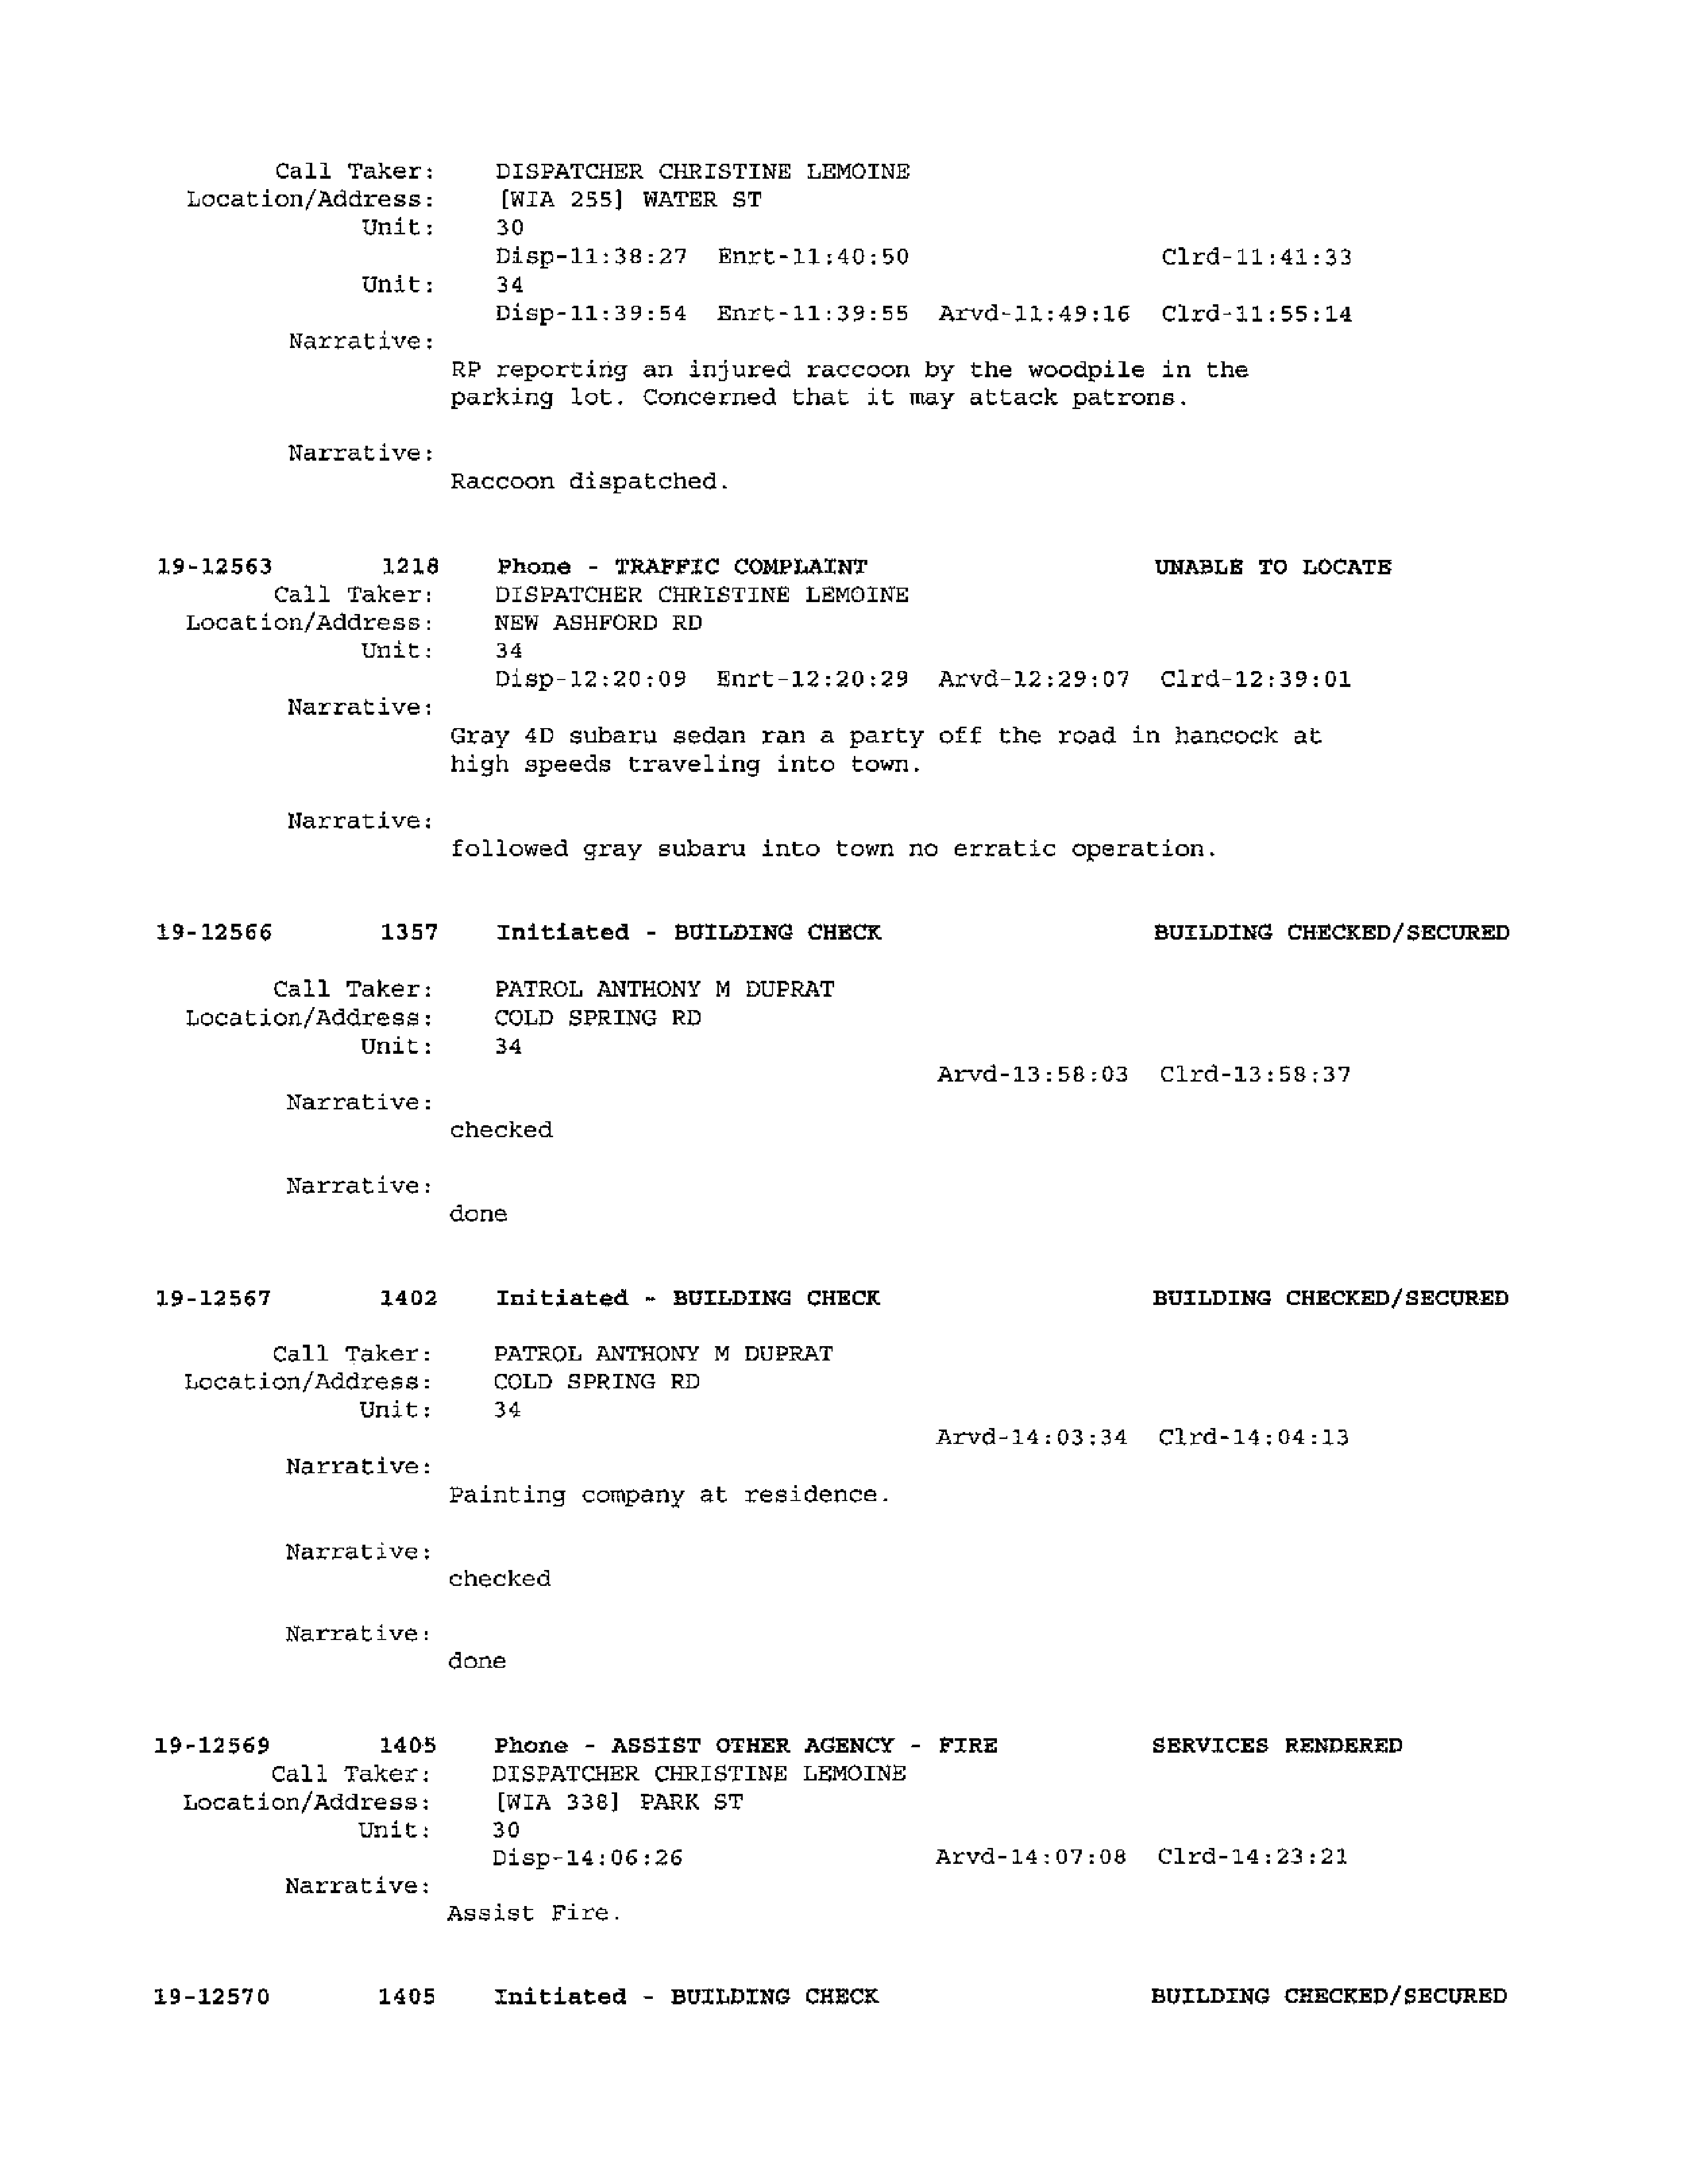 Call Taker: DISPATCHER CHRISTINE LEMOINE
Location/Address: [WIA 255] WATER ST
Unit: 30
Disp-11:38:27 Enrt-11:40:50 Clrd-11:41:33
Unit: 34
Disp-11:39:54 Enrt-11:39:55 Arvd-11:49:16 Clrd-11:55:14
Narrative:
RP reporting an injured raccoon by the woodpile in the
parking lot. Concerned that it may attack patrons.
Narrative:
Raccoon dispatched.
19-12563 1218 Phone - TRAFFIC COMPLAINT UNABLE TO LOCATE
Call Taker: DISPATCHER CHRISTINE LEMOINE
Location/Address: NEW ASHFORD RD
Unit: 34
Disp-12:20:09 Enrt-12:20:29 Arvd-12:29:07 Clrd-12:39:01
Narrative:
Gray 4D subaru sedan ran a party off the road in hancock at
high speeds traveling into town.
Narrative:
followed gray subaru into town no erratic operation.
19-12566 1357 Initiated - BUILDING CHECK BUILDING CHECKED/SECURED
Call Taker: PATROL ANTHONY M DUPRAT
Location/Address: COLD SPRING RD
Unit: 34
Arvd-13:58:03 Clrd-13:58:37
Narrative:
checked
Narrative:
done
19-12567 1402 Initiated - BUILDING CHECK BUILDING CHECKED/SECURED
Call Taker: PATROL ANTHONY M DUPRAT
Location/Address: COLD SPRING RD
Unit: 34
Arvd-14:03:34 Clrd-14:04:13
Narrative:
Painting company at residence.
Narrative:
checked
Narrative:
done
19-12569 1405 Phone - ASSIST OTHER AGENCY - FIRE SERVICES RENDERED
Call Taker: DISPATCHER CHRISTINE LEMOINE
Location/Address: [WIA 338] PARK ST
Unit: 30
Disp-14:06:26 Arvd-14:07:08 Clrd-14:23:21
Narrative:
Assist Fire.
19-12570 1405 Initiated - BUILDING CHECK BUILDING CHECKED/SECURED